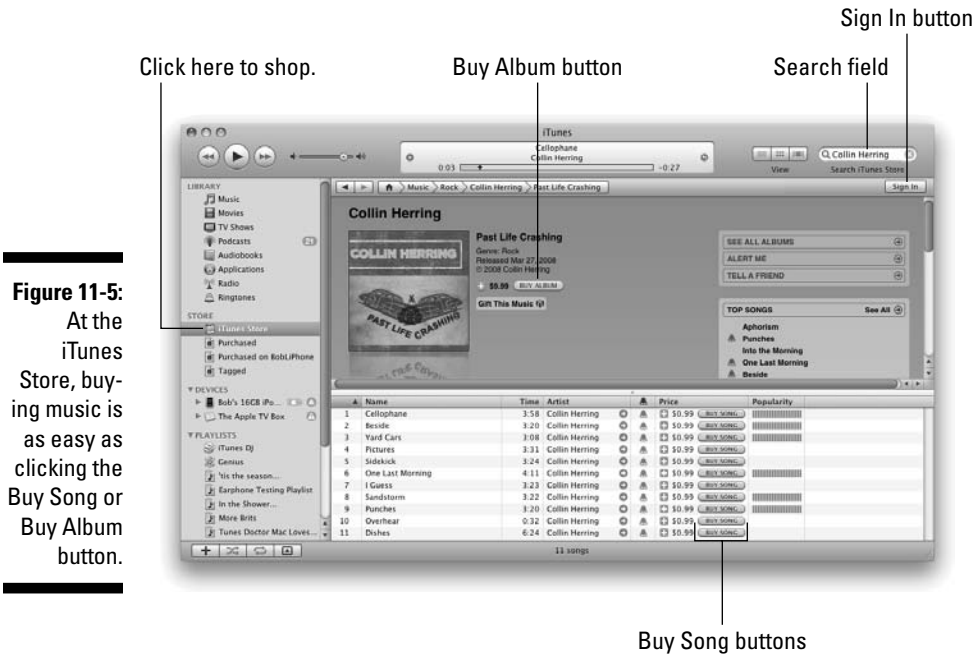 Sign In button
Click here to shop.
Buy Album button
Search field
iTunes
Cellophane
Collin Herring
0:03
-0:27
View
Collin Herring
Search iTunes Store
LIBRARY
Music
Movies
TV Shows
Podcasts
Audiobooks
Applications
Radio
Ringtones
STORE
iTunes Store
Purchased
Purchased on BobLiPhone
Tagged
DEVICES
Bob's 16GB iPo...
The Apple TV Box
PLAYLISTS
iTunes DJ
Genius
'tis the season...
Earphone Testing Playlist
In the Shower...
More Brits
Tunes Doctor Mac Loves...
Music Rock Collin Herring Past Life Crashing
Sign In
Collin Herring
COLLIN HERRING
PAST LIFE CRASHING
Past Life Crashing
Genre: Rock
Released Mar 27, 2008
© 2008 Collin Herring
$9.99 BUY ALBUM
Gift This Music
SEE ALL ALBUMS
ALERT ME
TELL A FRIEND
TOP SONGS See All
Aphorism
Punches
Into the Morning
One Last Morning
Beside
Name Time Artist Price Popularity
1 Cellophane 3:58 Collin Herring $0.99 BUY SONG
2 Beside 3:20 Collin Herring $0.99 BUY SONG
3 Yard Cars 3:08 Collin Herring $0.99 BUY SONG
4 Pictures 3:31 Collin Herring $0.99 BUY SONG
5 Sidekick 3:24 Collin Herring $0.99 BUY SONG
6 One Last Morning 4:11 Collin Herring $0.99 BUY SONG
7 I Guess 3:23 Collin Herring $0.99 BUY SONG
8 Sandstorm 3:22 Collin Herring $0.99 BUY SONG
9 Punches 3:20 Collin Herring $0.99 BUY SONG
10 Overhear 0:32 Collin Herring $0.99 BUY SONG
11 Dishes 6:24 Collin Herring $0.99 BUY SONG
11 songs
Buy Song buttons
Figure 11-5:
At the
iTunes
Store, buy-
ing music is
as easy as
clicking the
Buy Song or
Buy Album
button.